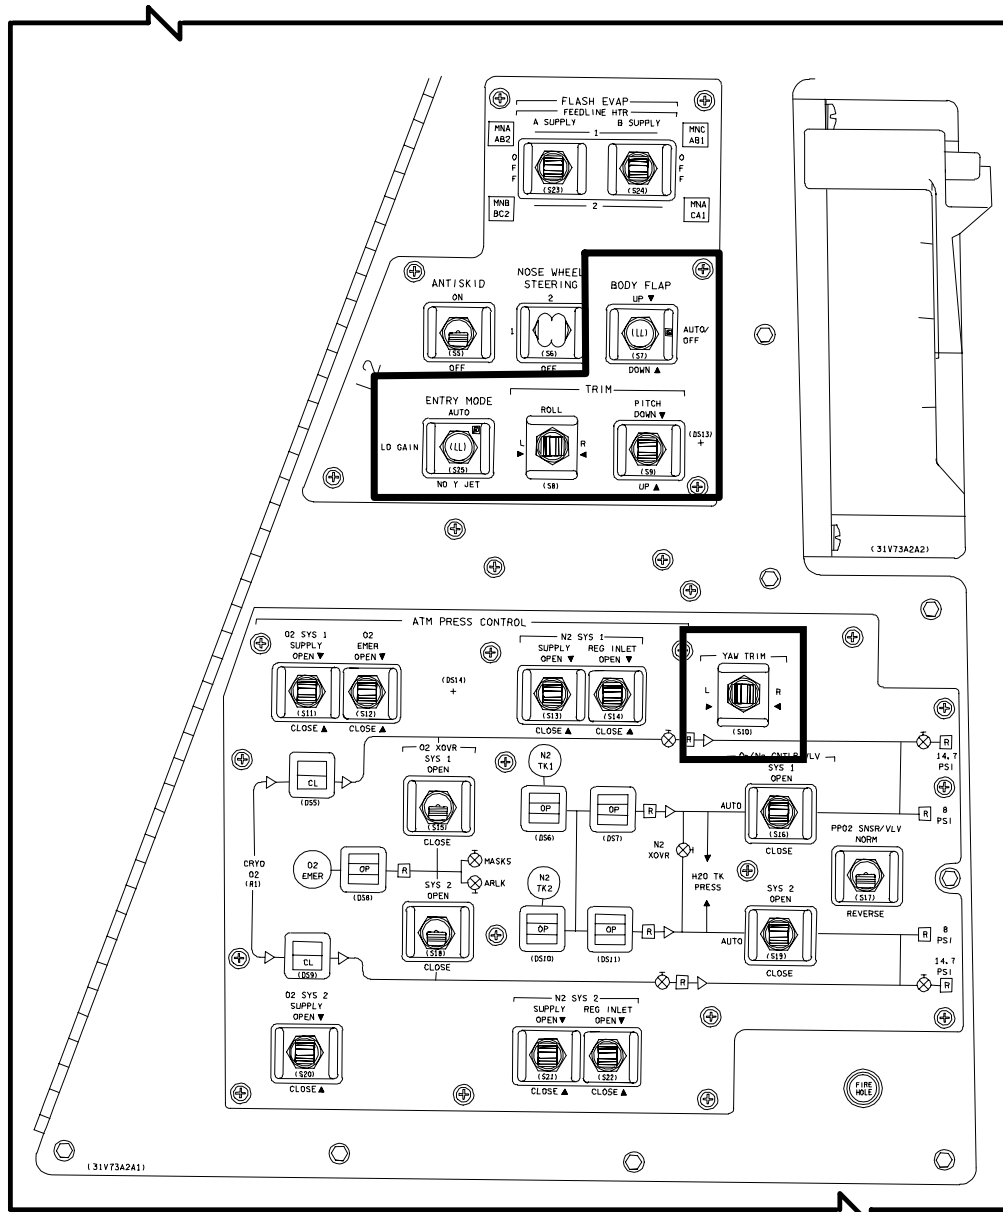 FLASH EVAP
FEEDLINE HTR
A SUPPLY B SUPPLY
1
MNA AB2
MNC AB1
OFF OFF
(S23) (S24)
MNB BC2
2
MNA CA1
ANTISKID
ON
(S5)
OFF
NOSE WHEEL
STEERING
2
1
(S6)
OFF
BODY FLAP
UP ▼
(LL)
AUTO/
OFF
(S7)
DOWN ▲
TRIM
ENTRY MODE
AUTO
LO GAIN
(LL)
(S25)
NO Y JET
ROLL
L R
(S8)
PITCH
DOWN ▼
(DS13)
(S9)
UP ▲
(31V73A2A2)
ATM PRESS CONTROL
O2 SYS 1
SUPPLY
OPEN ▼
(S11)
CLOSE ▲
O2
EMER
OPEN ▼
(S12)
CLOSE ▲
(DS14)
N2 SYS 1
SUPPLY REG INLET
OPEN ▼ OPEN ▼
(S13) (S14)
CLOSE ▲ CLOSE ▲
YAW TRIM
L R
(S10)
R
R
14.7
PSI
CL
(DS5)
O2 XOVR
SYS 1
OPEN
(S15)
CLOSE
N2
TK1
OP
(DS6)
OP
(DS7)
R
O2/N2 CNTLR VLV
SYS 1
OPEN
AUTO
(S16)
CLOSE
R
8
PSI
PPO2 SNSR/VLV
NORM
(S17)
REVERSE
CRYO
O2
(R1)
O2
EMER
OP
(DS8)
R
MASKS
ARLK
N2
XOVR
H2O TK
PRESS
SYS 2
OPEN
(S18)
CLOSE
N2
TK2
OP
(DS10)
OP
(DS11)
R
SYS 2
OPEN
AUTO
(S19)
CLOSE
R
8
PSI
14.7
PSI
R
R
CL
(DS9)
O2 SYS 2
SUPPLY
OPEN ▼
(S20)
CLOSE ▲
N2 SYS 2
SUPPLY REG INLET
OPEN ▼ OPEN ▼
(S21) (S22)
CLOSE ▲ CLOSE ▲
FIRE
HOLE
(31V73A2A1)